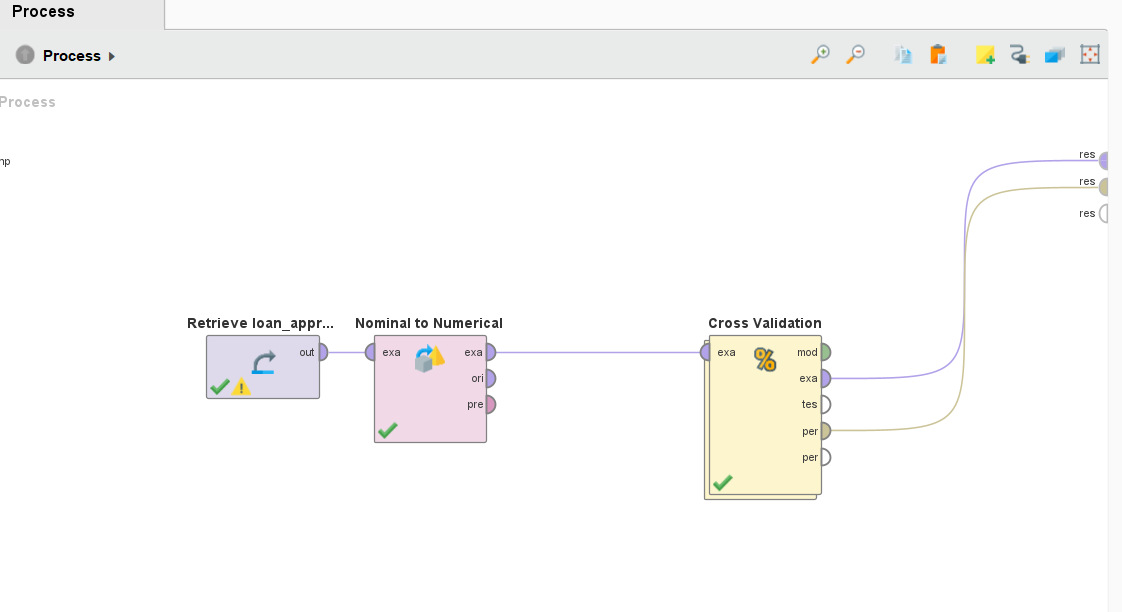 Process
Process
Process
np
res
res
res
Retrieve loan_appr...
Nominal to Numerical
Cross Validation
out
exa
exa
ori
pre
exa
mod
exa
tes
per
per
%